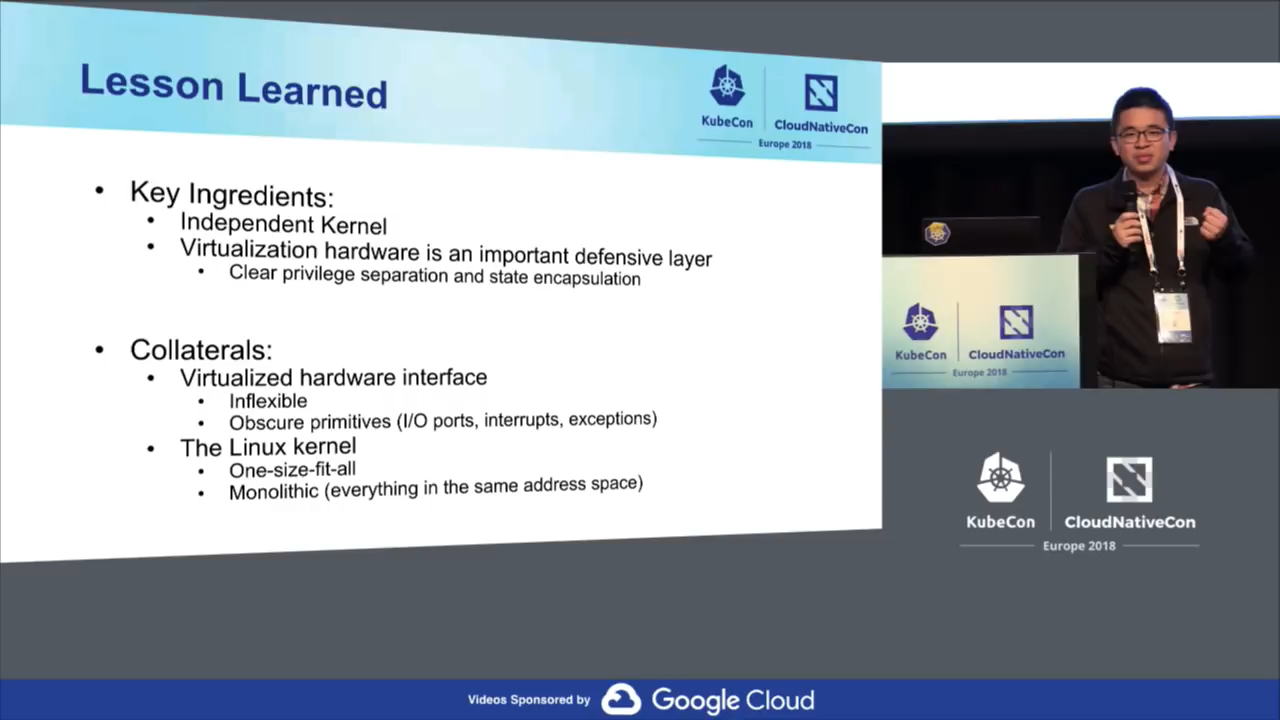 Lesson Learned
KubeCon
CloudNativeCon
Europe 2018
• Key Ingredients:
• Independent Kernel
• Virtualization hardware is an important defensive layer
• Clear privilege separation and state encapsulation
• Collaterals:
• Virtualized hardware interface
• Inflexible
• Obscure primitives (I/O ports, interrupts, exceptions)
• The Linux kernel
• One-size-fit-all
• Monolithic (everything in the same address space)
KubeCon
CloudNativeCon
Europe 2018
KubeCon
CloudNativeCon
Europe 2018
Videos Sponsored by
Google Cloud